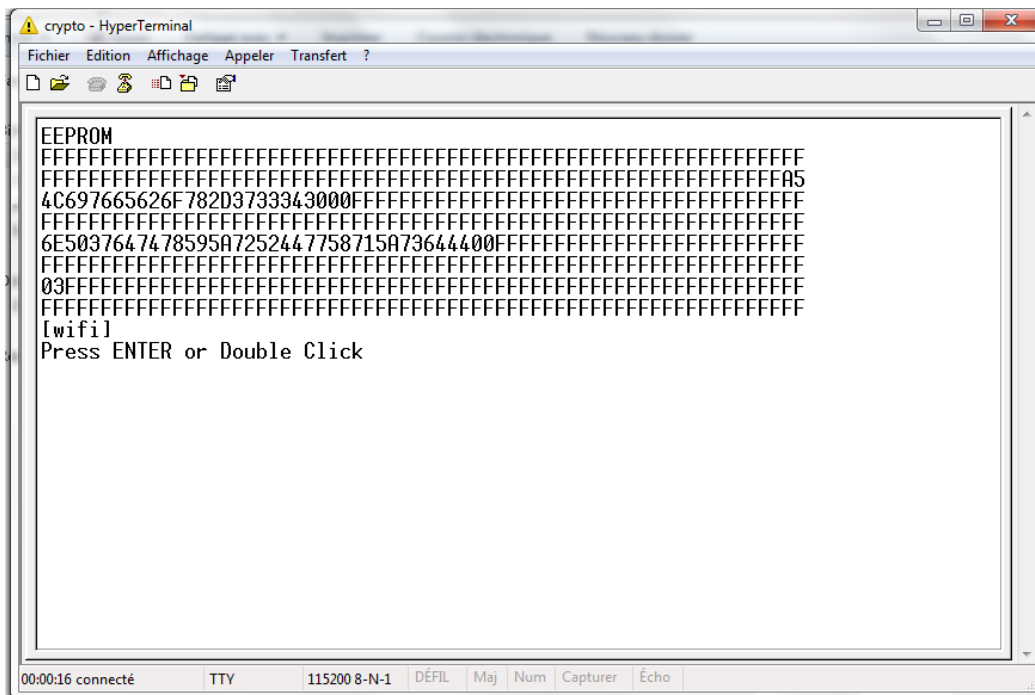 crypto - HyperTerminal
Fichier Edition Affichage Appeler Transfert ?
EEPROM
FFFFFFFFFFFFFFFFFFFFFFFFFFFFFFFFFFFFFFFFFFFFFFFFFFFFFFFFFFFFFFFF
FFFFFFFFFFFFFFFFFFFFFFFFFFFFFFFFFFFFFFFFFFFFFFFFFFFFFFFFFFFFFFA5
4C697665626F782D3733343000FFFFFFFFFFFFFFFFFFFFFFFFFFFFFFFFFFFFFF
FFFFFFFFFFFFFFFFFFFFFFFFFFFFFFFFFFFFFFFFFFFFFFFFFFFFFFFFFFFFFFFF
6E5037647478595A7252447758715A73644400FFFFFFFFFFFFFFFFFFFFFFFFFF
FFFFFFFFFFFFFFFFFFFFFFFFFFFFFFFFFFFFFFFFFFFFFFFFFFFFFFFFFFFFFFFF
03FFFFFFFFFFFFFFFFFFFFFFFFFFFFFFFFFFFFFFFFFFFFFFFFFFFFFFFFFFFFFF
FFFFFFFFFFFFFFFFFFFFFFFFFFFFFFFFFFFFFFFFFFFFFFFFFFFFFFFFFFFFFFFF
[wifi]
Press ENTER or Double Click
00:00:16 connecté TTY 115200 8-N-1 DÉFIL Maj Num Capturer Écho